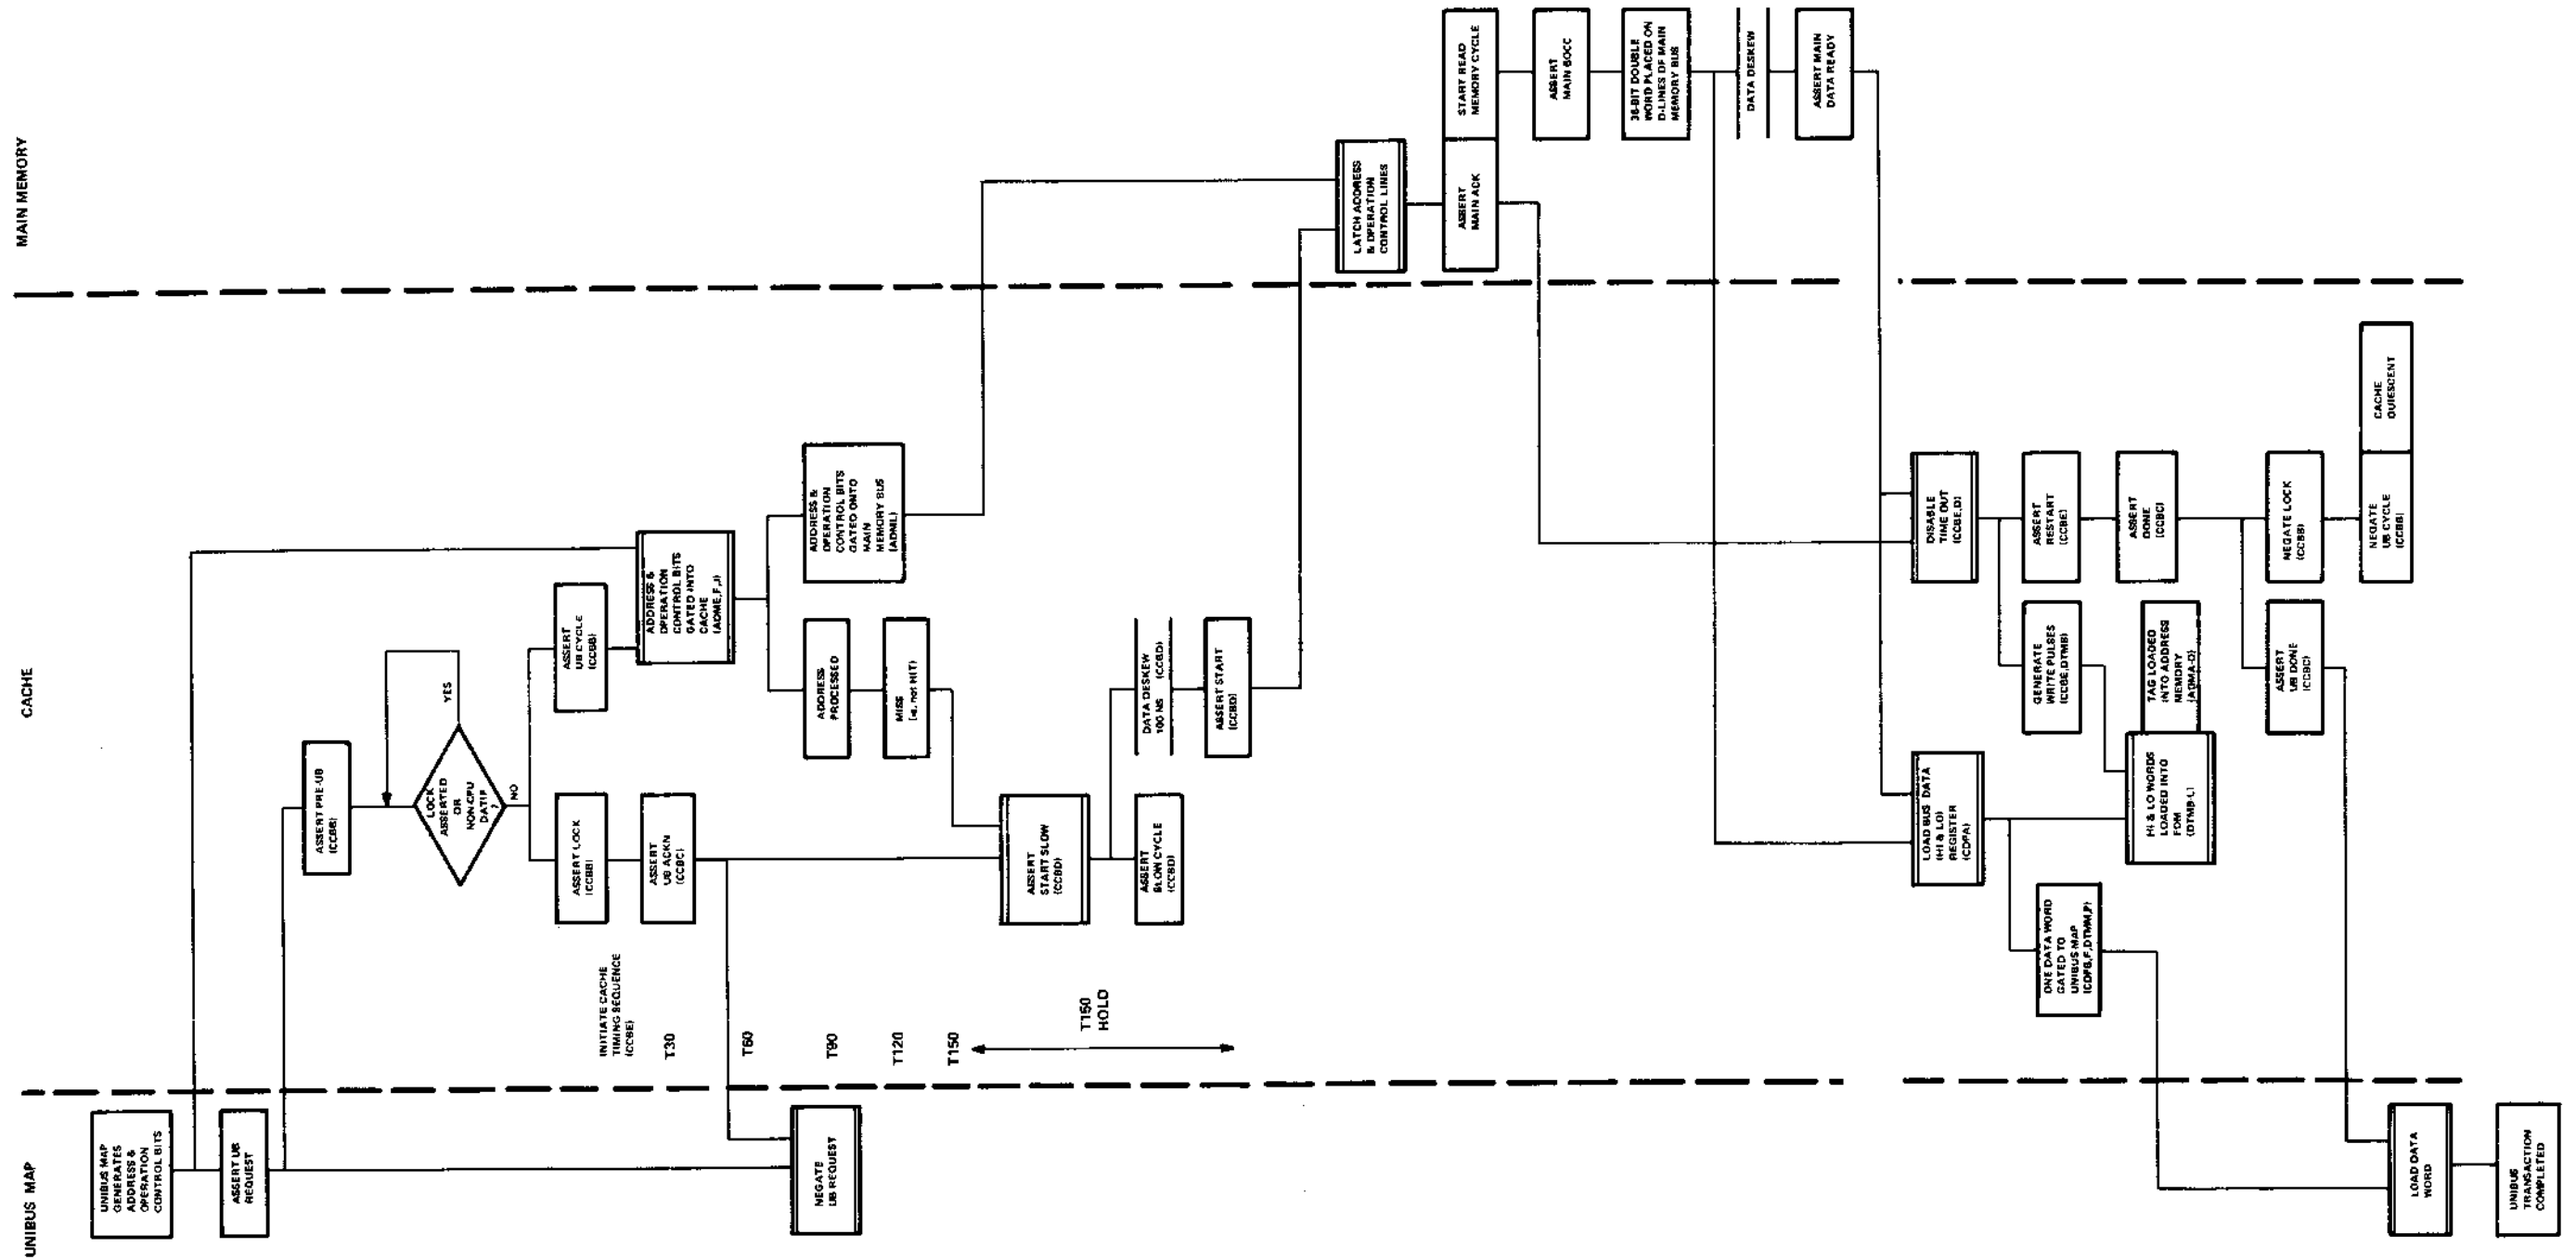 UNIBUS MAP
CACHE
MAIN MEMORY
UNIBUS MAP
GENERATES
ADDRESS &
OPERATION
CONTROL BITS
ASSERT UB
REQUEST
ASSERT PRE-UB
(CCBB)
LOCK
ASSERTED
OR
NON-CPU
DATIP
?
YES
NO
ASSERT LOCK
(CCBB)
ASSERT
UB CYCLE
(CCBB)
INITIATE CACHE
TIMING SEQUENCE
(CCBE)
T30
ASSERT
UB ACKN
(CCBC)
ADDRESS &
OPERATION
CONTROL BITS
GATED INTO
CACHE
(ADME,F,J)
T60
T90
NEGATE
UB REQUEST
ADDRESS
PROCESSED
ADDRESS &
OPERATION
CONTROL BITS
GATED ONTO
MAIN
MEMORY BUS
(ADML)
T120
MISS
(ie, not HIT)
T150
T150
HOLD
ASSERT
START SLOW
(CCBD)
ASSERT
SLOW CYCLE
(CCBD)
DATA DESKEW
100 NS (CCBD)
ASSERT START
(CCBD)
LATCH ADDRESS
& OPERATION
CONTROL LINES
ASSERT
MAIN ACK
START READ
MEMORY CYCLE
ASSERT
MAIN BOCC
36-BIT DOUBLE
WORD PLACED ON
D-LINES OF MAIN
MEMORY BUS
DATA DESKEW
ASSERT MAIN
DATA READY
LOAD BUS DATA
(HI & LO)
REGISTER
(CDPA)
DISABLE
TIME OUT
(CCBE,D)
ONE DATA WORD
GATED TO
UNIBUS MAP
(CDPB,F,DTMM,P)
GENERATE
WRITE PULSES
(CCBE,DTMB)
ASSERT
RESTART
(CCBE)
HI & LO WORDS
LOADED INTO
FDM
(DTMB-L)
TAG LOADED
INTO ADDRESS
MEMORY
(ADMA-D)
ASSERT
DONE
(CCBC)
ASSERT
UB DONE
(CCBC)
NEGATE LOCK
(CCBB)
NEGATE
UB CYCLE
(CCBB)
CACHE
QUIESCENT
LOAD DATA
WORD
UNIBUS
TRANSACTION
COMPLETED